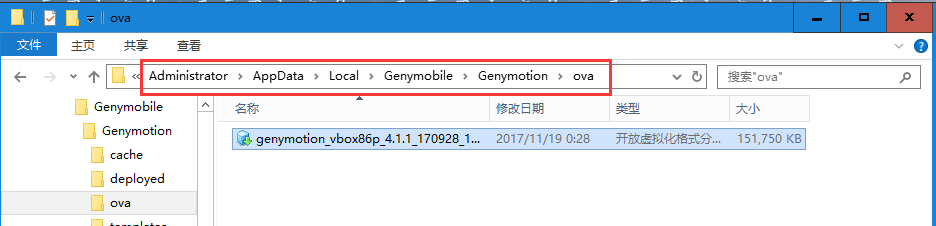 ova
文件 主页 共享 查看
« Administrator > AppData > Local > Genymobile > Genymotion > ova 搜索"ova"
Genymobile
Genymotion
cache
deployed
ova
名称 修改日期 类型 大小
genymotion_vbox86p_4.1.1_170928_1... 2017/11/19 0:28 开放虚拟化格式分... 151,750 KB